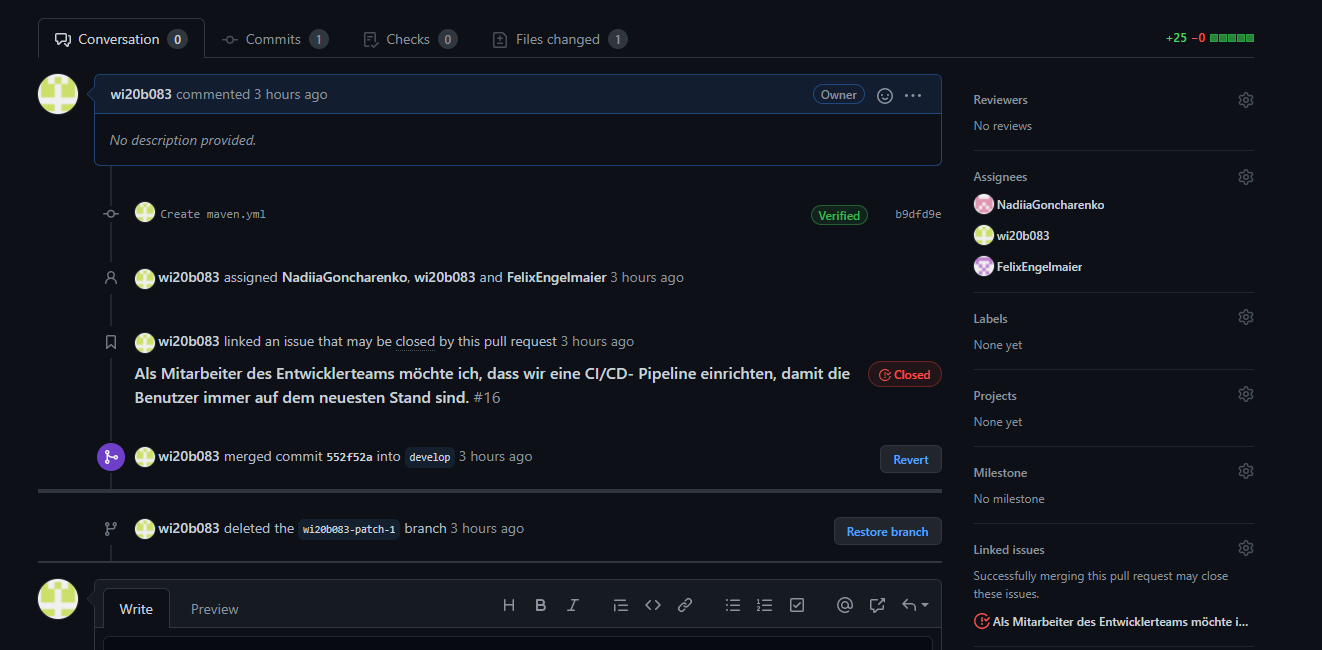 Conversation 0 Commits 1 Checks 0 Files changed 1 +25 −0
wi20b083 commented 3 hours ago Owner
No description provided.
Create maven.yml Verified b9dfd9e
wi20b083 assigned NadiiaGoncharenko, wi20b083 and FelixEngelmaier 3 hours ago
wi20b083 linked an issue that may be closed by this pull request 3 hours ago
Als Mitarbeiter des Entwicklerteams möchte ich, dass wir eine CI/CD- Pipeline einrichten, damit die
Benutzer immer auf dem neuesten Stand sind. #16
Closed
wi20b083 merged commit 552f52a into develop 3 hours ago Revert
wi20b083 deleted the wi20b083-patch-1 branch 3 hours ago Restore branch
Write Preview
Reviewers
No reviews
Assignees
NadiiaGoncharenko
wi20b083
FelixEngelmaier
Labels
None yet
Projects
None yet
Milestone
No milestone
Linked issues
Successfully merging this pull request may close
these issues.
Als Mitarbeiter des Entwicklerteams möchte i...